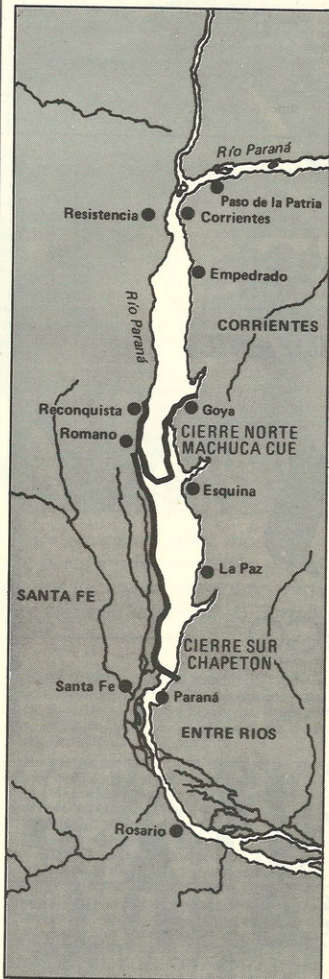 Río Paraná
Paso de la Patria
Resistencia
Corrientes
Empedrado
Río Paraná
CORRIENTES
Reconquista
Goya
Romano
CIERRE NORTE
MACHUCA CUE
Esquina
La Paz
SANTA FE
CIERRE SUR
CHAPETON
Santa Fe
Paraná
ENTRE RIOS
Rosario